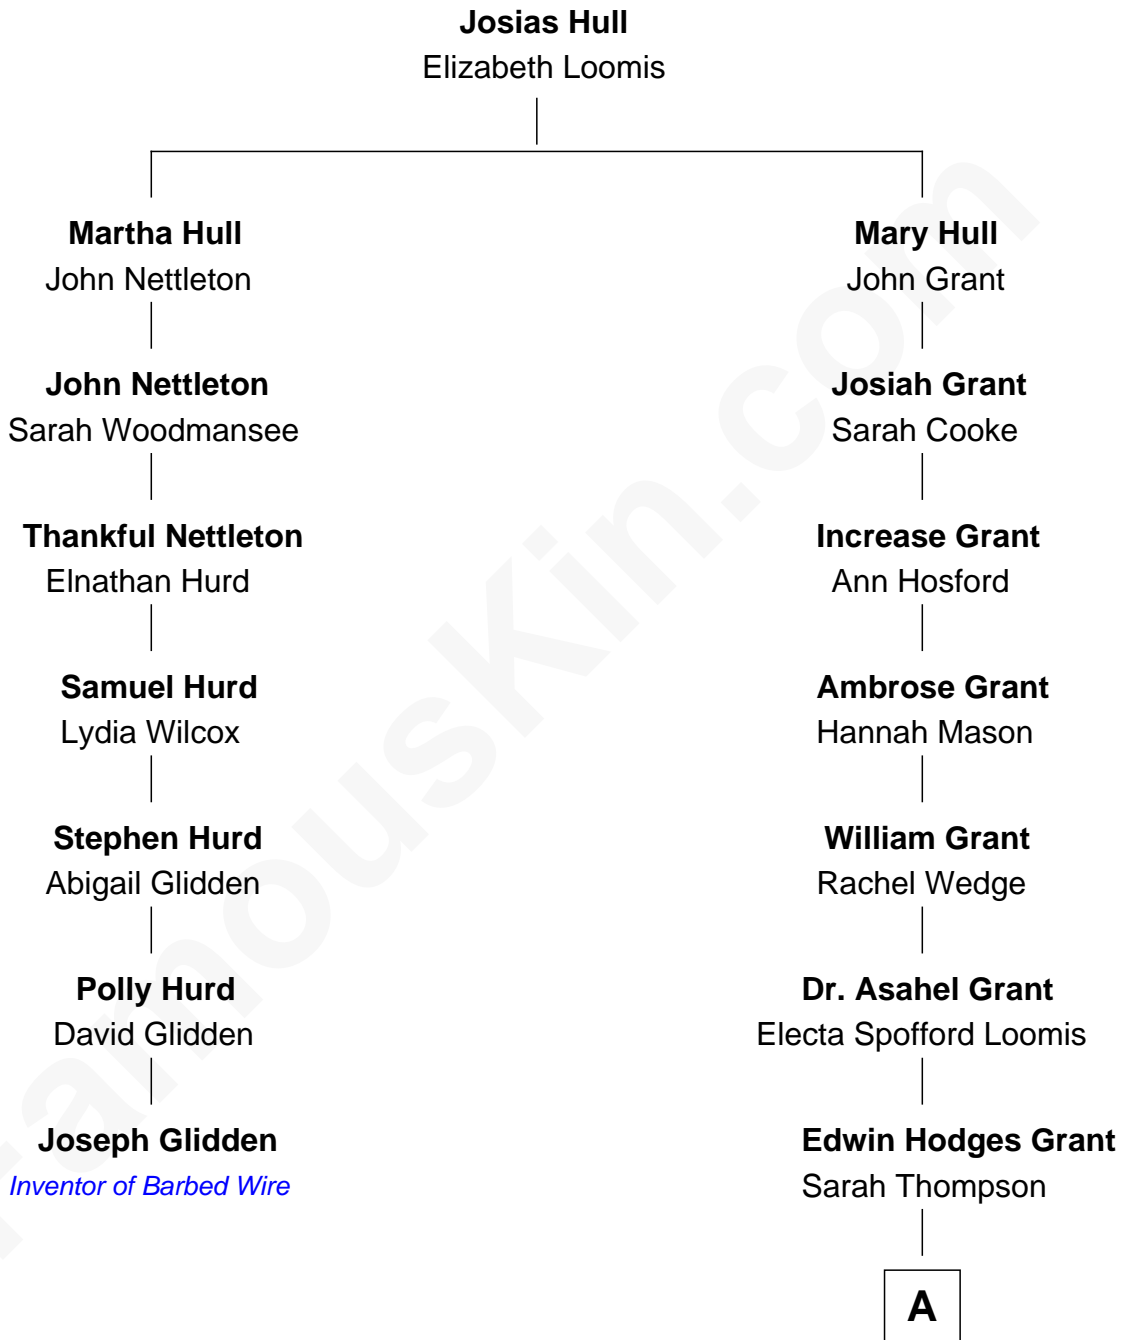 Josias Hull
Elizabeth Loomis
Martha Hull
John Nettleton
Mary Hull
John Grant
John Nettleton
Sarah Woodmansee
Josiah Grant
Sarah Cooke
Thankful Nettleton
Elnathan Hurd
Increase Grant
Ann Hosford
Samuel Hurd
Lydia Wilcox
Ambrose Grant
Hannah Mason
Stephen Hurd
Abigail Glidden
William Grant
Rachel Wedge
Polly Hurd
David Glidden
Dr. Asahel Grant
Electa Spofford Loomis
Joseph Glidden
Inventor of Barbed Wire
Edwin Hodges Grant
Sarah Thompson
A
FamousKin.com